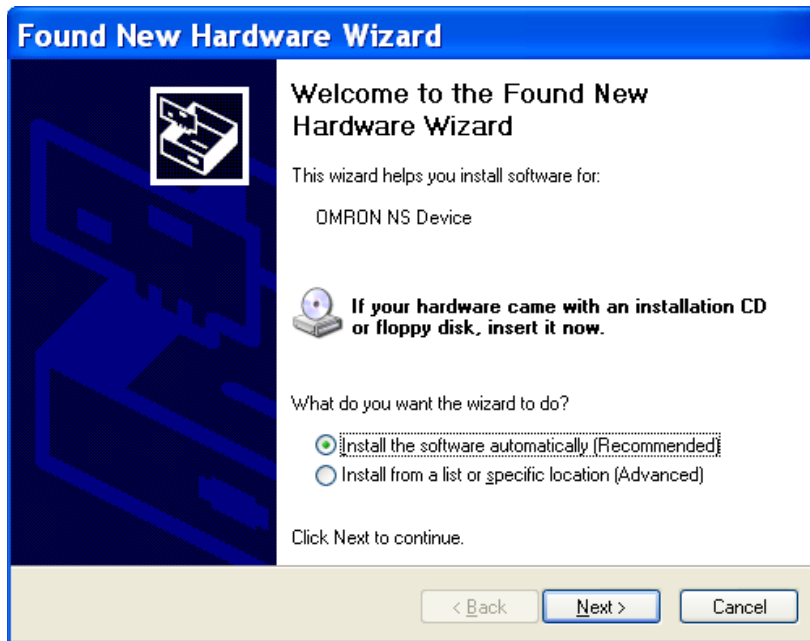 Found New Hardware Wizard
Welcome to the Found New
Hardware Wizard
This wizard helps you install software for:
OMRON NS Device
If your hardware came with an installation CD
or floppy disk, insert it now.
What do you want the wizard to do?
Install the software automatically (Recommended)
Install from a list or specific location (Advanced)
Click Next to continue.
< Back
Next >
Cancel